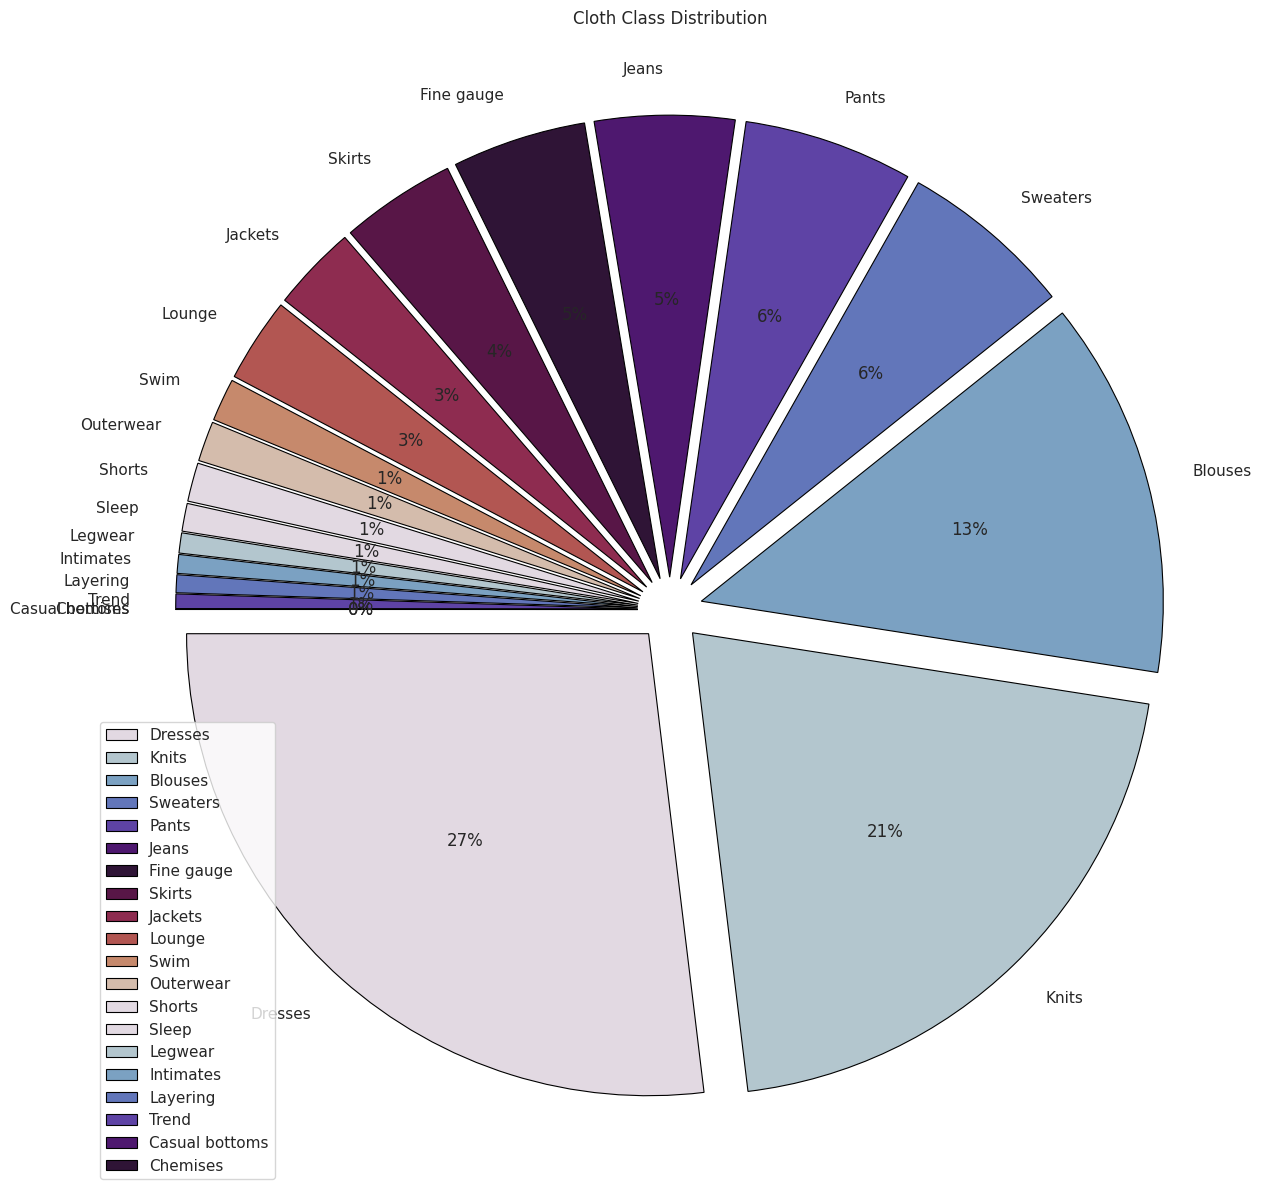 Cloth Class Distribution
Jeans
Fine gauge
Pants
Skirts
Sweaters
Jackets
Lounge
Swim
Outerwear
Shorts
Sleep
Legwear
Intimates
Layering
Trend
Casual bottoms
Chemises
Blouses
Knits
Dresses
5%
5%
6%
4%
6%
3%
3%
1%
1%
1%
1%
1%
1%
1%
0%
13%
27%
21%
Dresses
Knits
Blouses
Sweaters
Pants
Jeans
Fine gauge
Skirts
Jackets
Lounge
Swim
Outerwear
Shorts
Sleep
Legwear
Intimates
Layering
Trend
Casual bottoms
Chemises